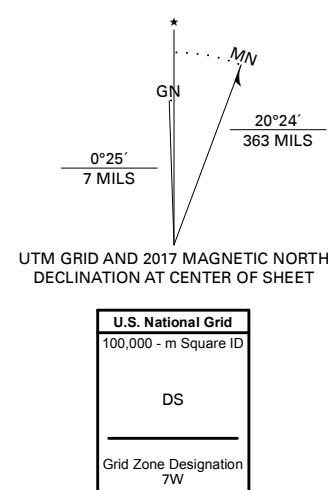 ★
MN
GN
20°24´
363 MILS
0°25´
7 MILS
UTM GRID AND 2017 MAGNETIC NORTH
DECLINATION AT CENTER OF SHEET
U.S. National Grid
100,000 - m Square ID
DS
Grid Zone Designation
7W